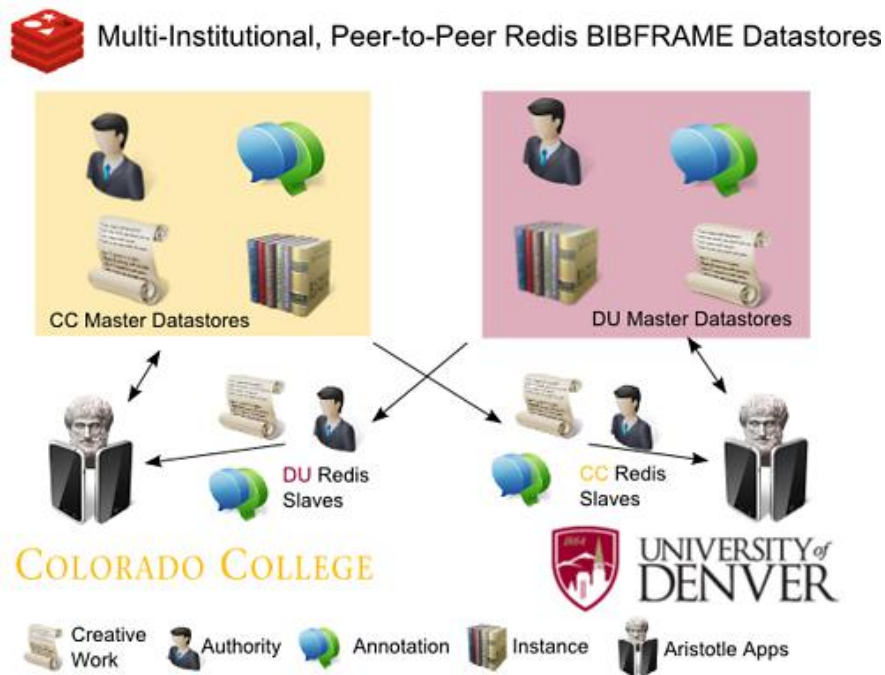 Multi-Institutional, Peer-to-Peer Redis BIBFRAME Datastores
CC Master Datastores
DU Master Datastores
DU Redis
Slaves
CC Redis
Slaves
COLORADO COLLEGE
1864
UNIVERSITY of
DENVER
Creative
Work
Authority
Annotation
Instance
Aristotle Apps